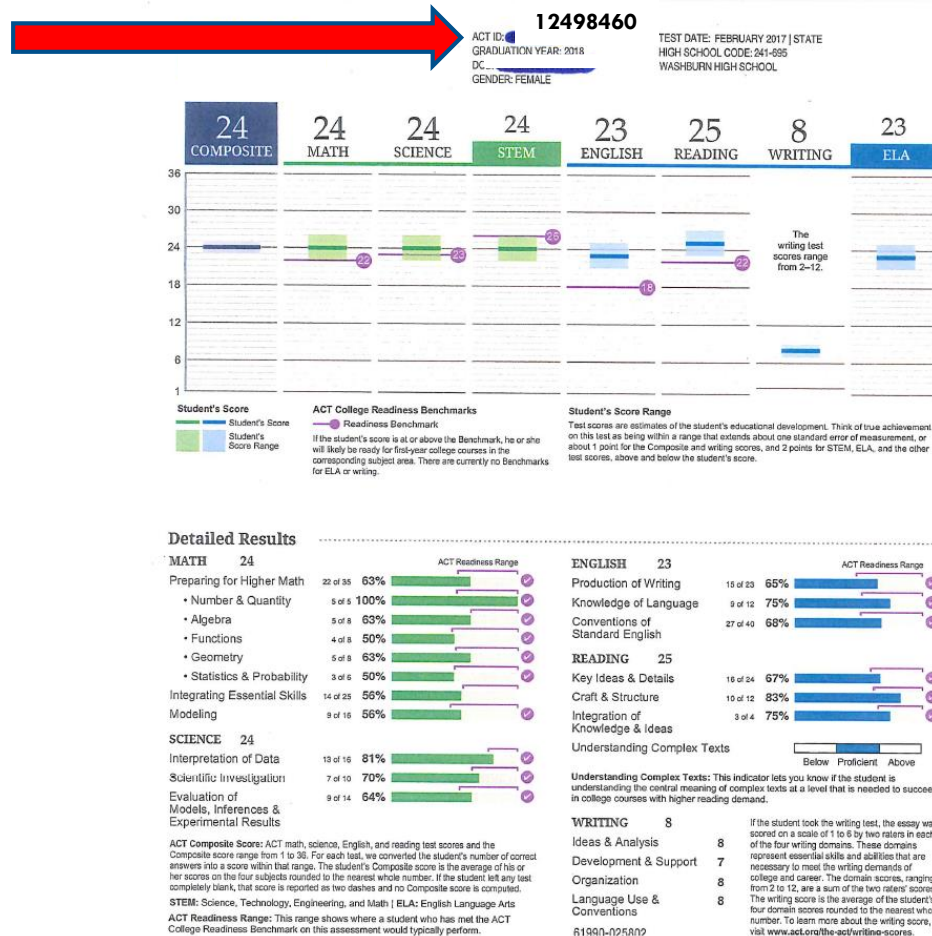 12498460
ACT ID:
GRADUATION YEAR: 2018
GENDER: FEMALE
TEST DATE: FEBRUARY 2017 | STATE
HIGH SCHOOL CODE: 241-695
WASHBURN HIGH SCHOOL
24 24 24 24 23 25 8 23
COMPOSITE MATH SCIENCE STEM ENGLISH READING WRITING ELA
36
30
24
18
12
6
1
22
23
26
18
22
The
writing test
scores range
from 2–12.
Student's Score
Student's Score
Student's
Score Range
ACT College Readiness Benchmarks
Readiness Benchmark
If the student's score is at or above the Benchmark, he or she
will likely be ready for first-year college courses in the
corresponding subject area. There are currently no Benchmarks
for ELA or writing.
Student's Score Range
Test scores are estimates of the student's educational development. Think of true achievement
on this test as being within a range that extends about one standard error of measurement, or
about 1 point for the Composite and writing scores, and 2 points for STEM, ELA, and the other
test scores, above and below the student's score.
Detailed Results
MATH 24
ACT Readiness Range
Preparing for Higher Math 22 of 35 63%
• Number & Quantity 5 of 5 100%
• Algebra 5 of 8 63%
• Functions 4 of 8 50%
• Geometry 5 of 8 63%
• Statistics & Probability 3 of 6 50%
Integrating Essential Skills 14 of 25 56%
Modeling 9 of 16 56%
SCIENCE 24
Interpretation of Data 13 of 16 81%
Scientific Investigation 7 of 10 70%
Evaluation of 9 of 14 64%
Models, Inferences &
Experimental Results
ACT Composite Score: ACT math, science, English, and reading test scores and the
Composite score range from 1 to 36. For each test, we converted the student's number of correct
answers into a score within that range. The student's Composite score is the average of his or
her scores on the four subjects rounded to the nearest whole number. If the student left any test
completely blank, that score is reported as two dashes and no Composite score is computed.
STEM: Science, Technology, Engineering, and Math | ELA: English Language Arts
ACT Readiness Range: This range shows where a student who has met the ACT
College Readiness Benchmark on this assessment would typically perform.
ENGLISH 23
ACT Readiness Range
Production of Writing 15 of 23 65%
Knowledge of Language 9 of 12 75%
Conventions of 27 of 40 68%
Standard English
READING 25
Key Ideas & Details 16 of 24 67%
Craft & Structure 10 of 12 83%
Integration of 3 of 4 75%
Knowledge & Ideas
Understanding Complex Texts
Below Proficient Above
Understanding Complex Texts: This indicator lets you know if the student is
understanding the central meaning of complex texts at a level that is needed to succee
in college courses with higher reading demand.
WRITING 8
Ideas & Analysis 8
Development & Support 7
Organization 8
Language Use & 8
Conventions
61990-025802
If the student took the writing test, the essay wa
scored on a scale of 1 to 6 by two raters in each
of the four writing domains. These domains
represent essential skills and abilities that are
necessary to meet the writing demands of
college and career. The domain scores, ranging
from 2 to 12, are a sum of the two raters' scores
The writing score is the average of the student's
four domain scores rounded to the nearest whol
number. To learn more about the writing score,
visit www.act.org/the-act/writing-scores.